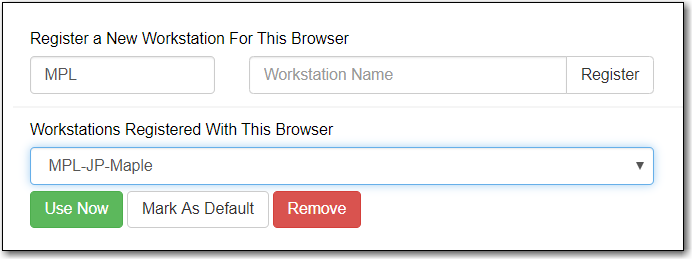 Register a New Workstation For This Browser
MPL Workstation Name Register
Workstations Registered With This Browser
MPL-JP-Maple
Use Now Mark As Default Remove